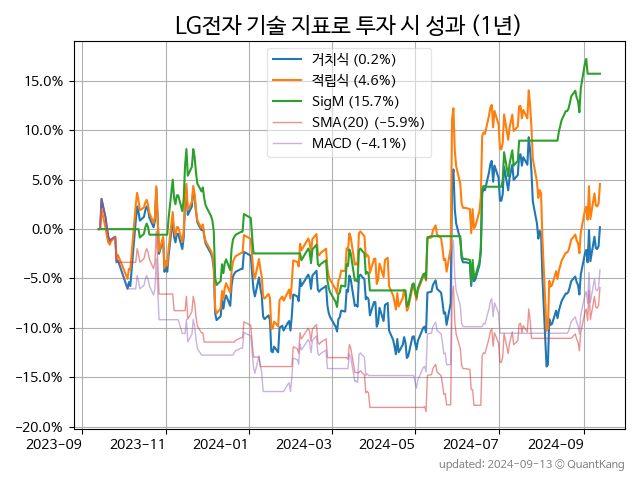 LG전자 기술 지표로 투자 시 성과 (1년)
거치식 (0.2%)
적립식 (4.6%)
SigM (15.7%)
SMA(20) (−5.9%)
MACD (−4.1%)
15.0%
10.0%
5.0%
0.0%
−5.0%
−10.0%
−15.0%
−20.0%
2023-09 2023-11 2024-01 2024-03 2024-05 2024-07 2024-09
updated: 2024-09-13 ⓒ QuantKang